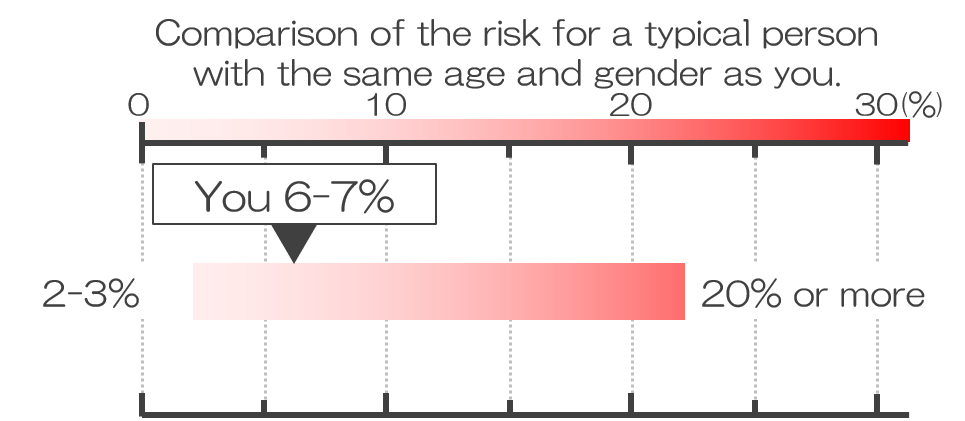 Comparison of the risk for a typical person
with the same age and gender as you.
0 10 20 30(%)
You 6-7%
2-3% 20% or more